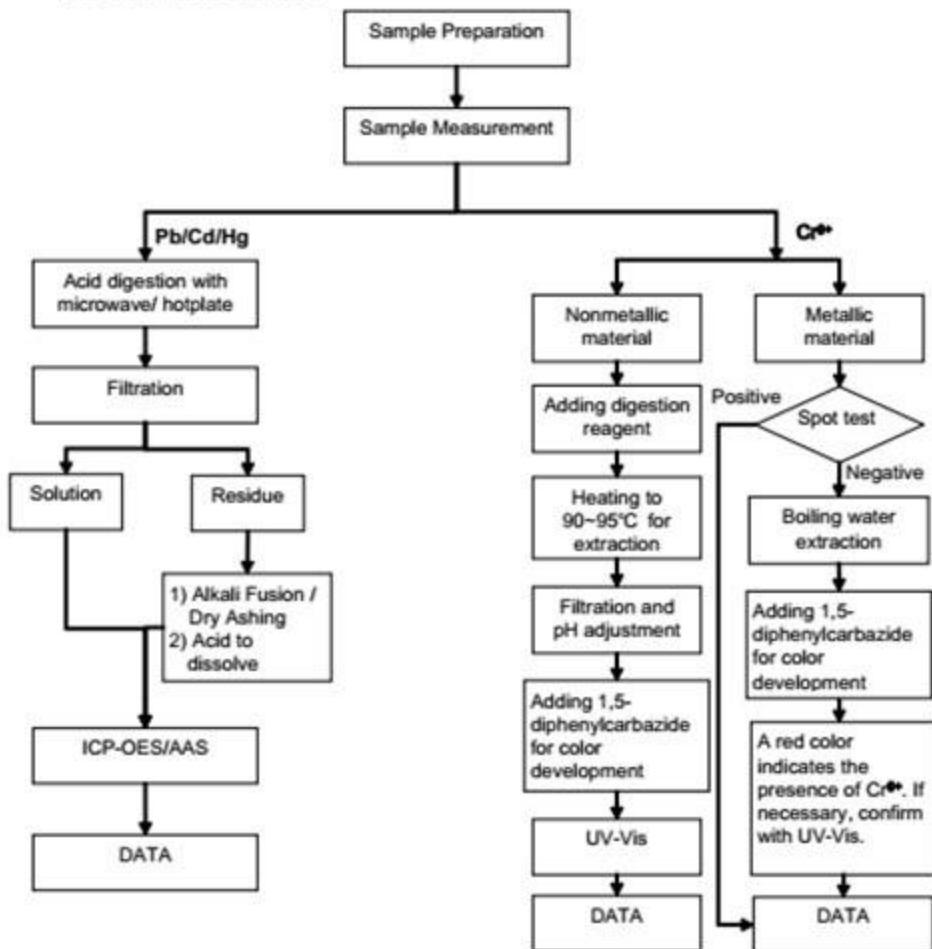 Sample Preparation
Sample Measurement
Pb/Cd/Hg
Acid digestion with
microwave/ hotplate
Filtration
Solution
Residue
1) Alkali Fusion /
Dry Ashing
2) Acid to
dissolve
ICP-OES/AAS
DATA
Cr⁶⁺
Nonmetallic
material
Adding digestion
reagent
Heating to
90~95℃ for
extraction
Filtration and
pH adjustment
Adding 1,5-
diphenylcarbazide
for color
development
UV-Vis
DATA
Metallic
material
Spot test
Positive
Negative
Boiling water
extraction
Adding 1,5-
diphenylcarbazide
for color
development
A red color
indicates the
presence of Cr⁶⁺. If
necessary, confirm
with UV-Vis.
DATA